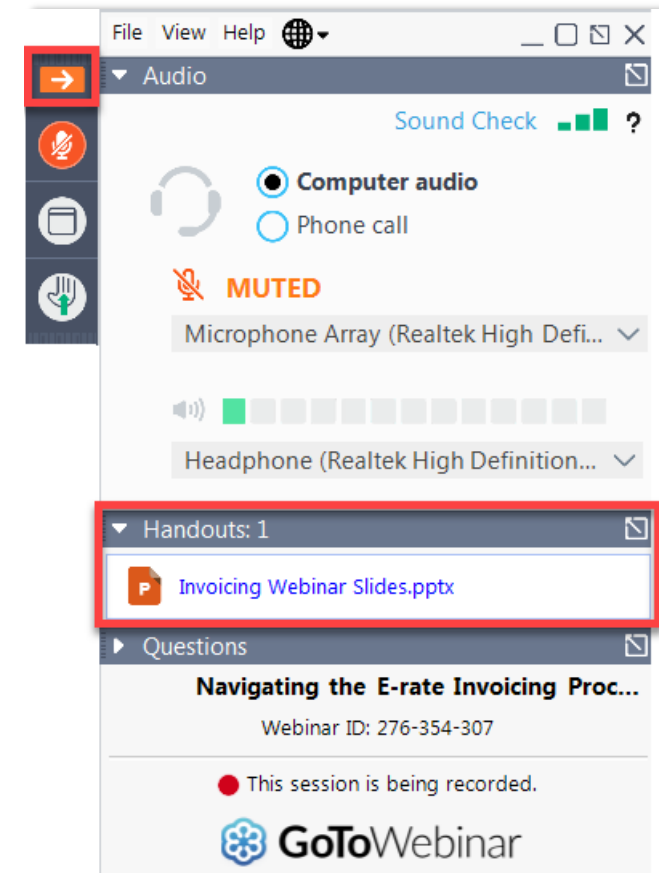 File View Help
Audio
Sound Check ?
Computer audio
Phone call
MUTED
Microphone Array (Realtek High Defi...
Headphone (Realtek High Definition...
Handouts: 1
P Invoicing Webinar Slides.pptx
Questions
Navigating the E-rate Invoicing Proc...
Webinar ID: 276-354-307
This session is being recorded.
GoToWebinar